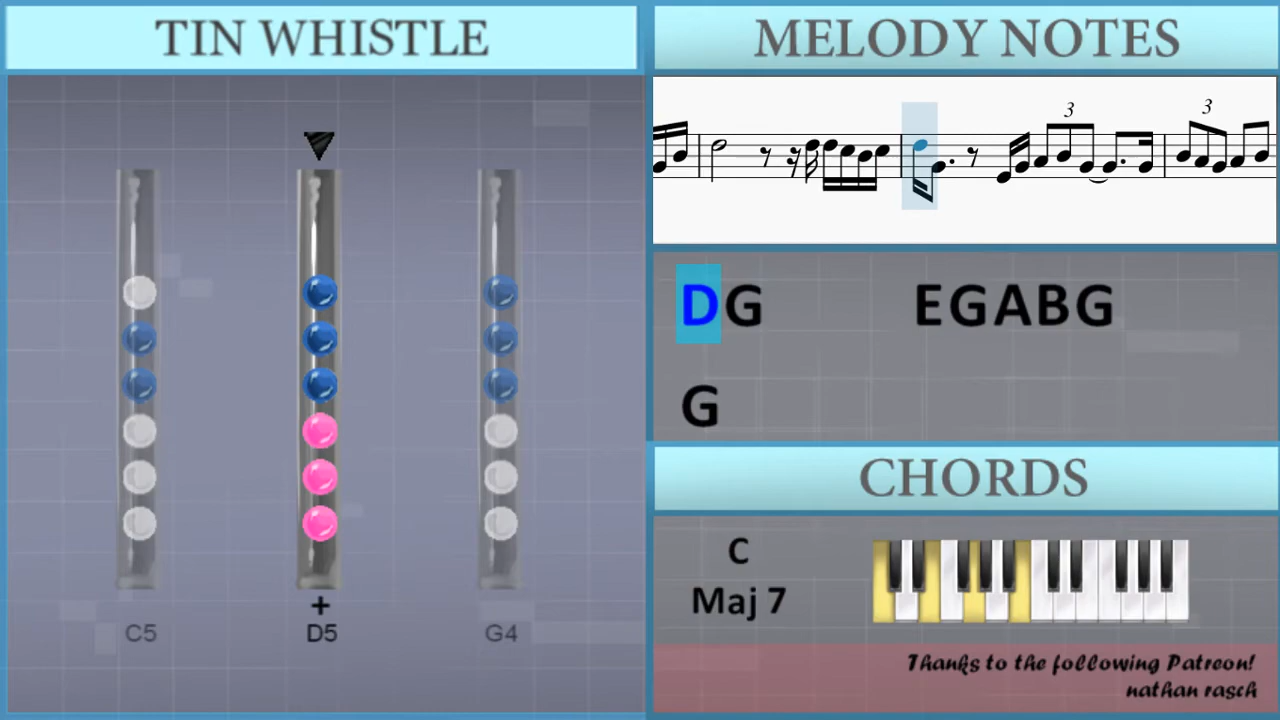 TIN WHISTLE
+
C5 D5 G4
MELODY NOTES
3 3
DG EGABG
G
CHORDS
C
Maj 7
Thanks to the following Patreon!
nathan rasch